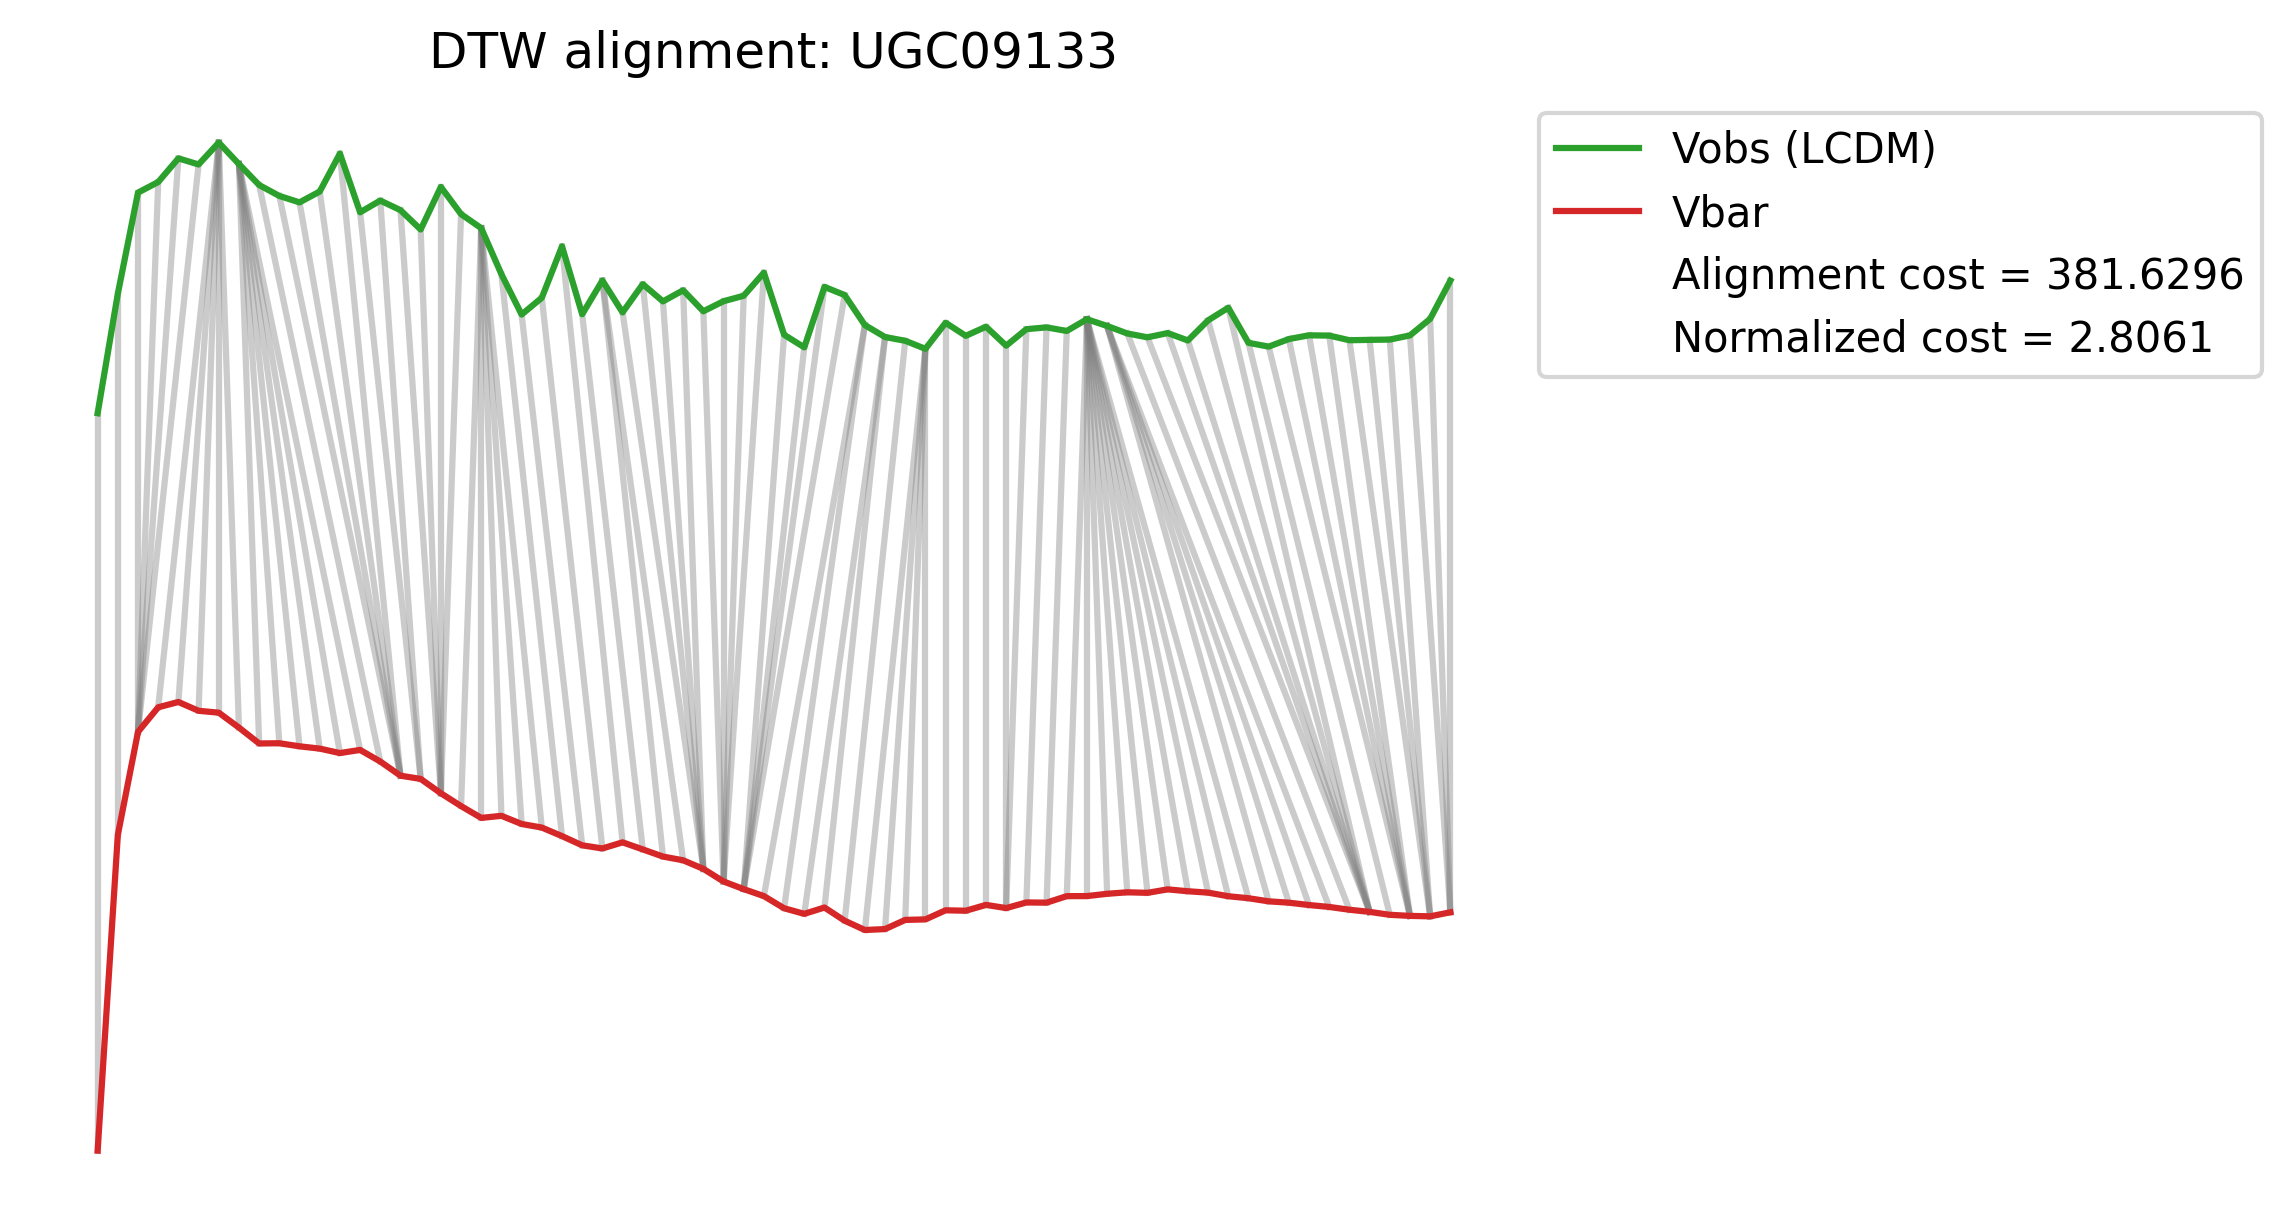 DTW alignment: UGC09133
Vobs (LCDM)
Vbar
Alignment cost = 381.6296
Normalized cost = 2.8061